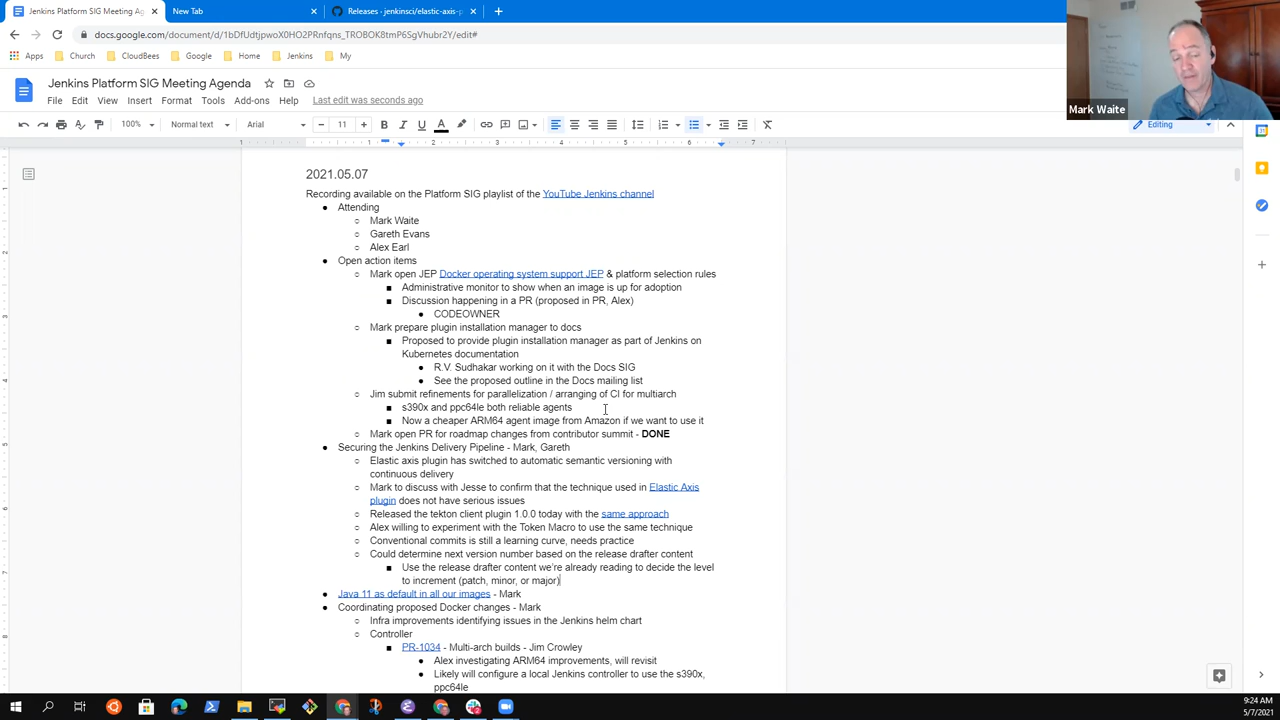 Jenkins Platform SIG Meeting Ag
New Tab
Releases · jenkinsci/elastic-axis-p
docs.google.com/document/d/1bDfUdtjpwoX0HO2PRnfqns_TROBOK8tmP6SgVhubr2Y/edit#
Apps
Church
CloudBees
Google
Home
Jenkins
My
Jenkins Platform SIG Meeting Agenda
File Edit View Insert Format Tools Add-ons Help Last edit was seconds ago
Mark Waite
100% Normal text Arial 11 Editing
1 1 2 3 4 5 6 7
2021.05.07
Recording available on the Platform SIG playlist of the YouTube Jenkins channel
Attending
Mark Waite
Gareth Evans
Alex Earl
Open action items
Mark open JEP Docker operating system support JEP & platform selection rules
Administrative monitor to show when an image is up for adoption
Discussion happening in a PR (proposed in PR, Alex)
CODEOWNER
Mark prepare plugin installation manager to docs
Proposed to provide plugin installation manager as part of Jenkins on
Kubernetes documentation
R.V. Sudhakar working on it with the Docs SIG
See the proposed outline in the Docs mailing list
Jim submit refinements for parallelization / arranging of CI for multiarch
s390x and ppc64le both reliable agents
Now a cheaper ARM64 agent image from Amazon if we want to use it
Mark open PR for roadmap changes from contributor summit - DONE
Securing the Jenkins Delivery Pipeline - Mark, Gareth
Elastic axis plugin has switched to automatic semantic versioning with
continuous delivery
Mark to discuss with Jesse to confirm that the technique used in Elastic Axis
plugin does not have serious issues
Released the tekton client plugin 1.0.0 today with the same approach
Alex willing to experiment with the Token Macro to use the same technique
Conventional commits is still a learning curve, needs practice
Could determine next version number based on the release drafter content
Use the release drafter content we're already reading to decide the level
to increment (patch, minor, or major)
Java 11 as default in all our images - Mark
Coordinating proposed Docker changes - Mark
Infra improvements identifying issues in the Jenkins helm chart
Controller
PR-1034 - Multi-arch builds - Jim Crowley
Alex investigating ARM64 improvements, will revisit
Likely will configure a local Jenkins controller to use the s390x,
ppc64le
9:24 AM
5/7/2021